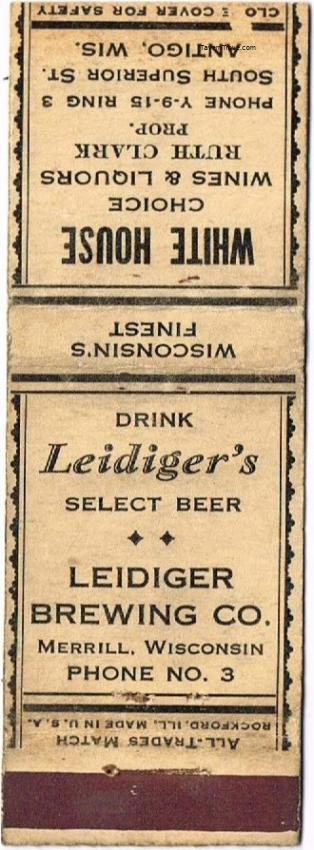 WHITE HOUSE
CHOICE
WINES & LIQUORS
RUTH CLARK
PROP.
PHONE Y-9-15 RING 3
SOUTH SUPERIOR ST.
ANTIGO, WIS.
CLO E COVER FOR SAFETY
WISCONSIN'S
FINEST
DRINK
Leidiger's
SELECT BEER
LEIDIGER
BREWING CO.
MERRILL, WISCONSIN
PHONE NO. 3
ALL-TRADES MATCH
ROCKFORD, ILL. MADE IN U.S.A.